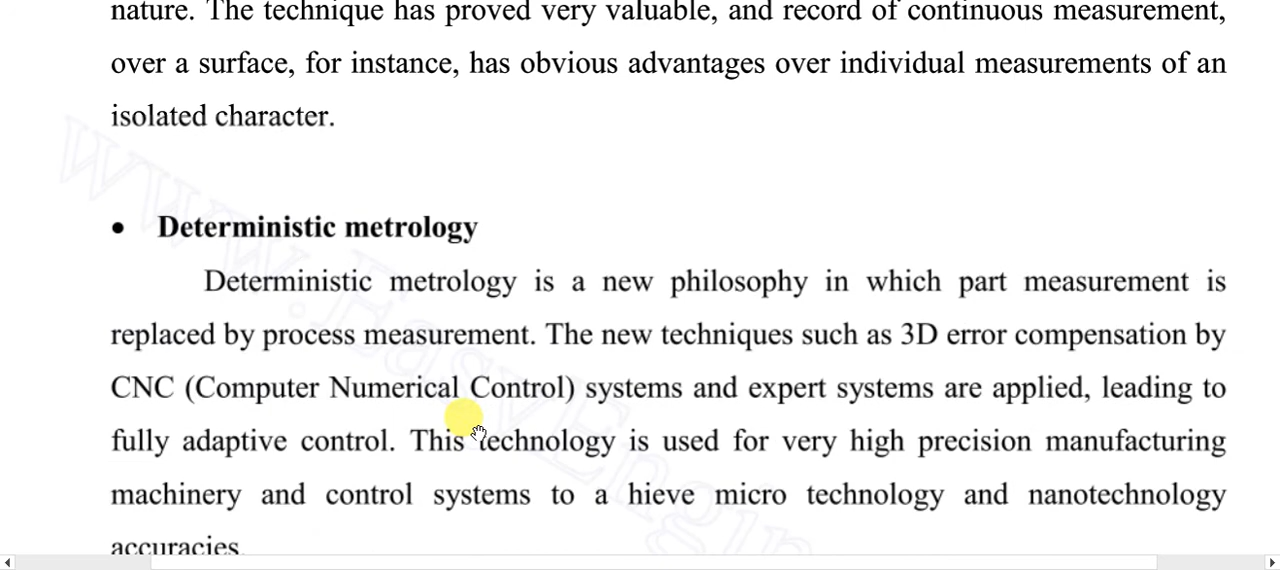 nature. The technique has proved very valuable, and record of continuous measurement,
over a surface, for instance, has obvious advantages over individual measurements of an
isolated character.
• Deterministic metrology
Deterministic metrology is a new philosophy in which part measurement is
replaced by process measurement. The new techniques such as 3D error compensation by
CNC (Computer Numerical Control) systems and expert systems are applied, leading to
fully adaptive control. This technology is used for very high precision manufacturing
machinery and control systems to a hieve micro technology and nanotechnology
accuracies.
www.EasyEngin